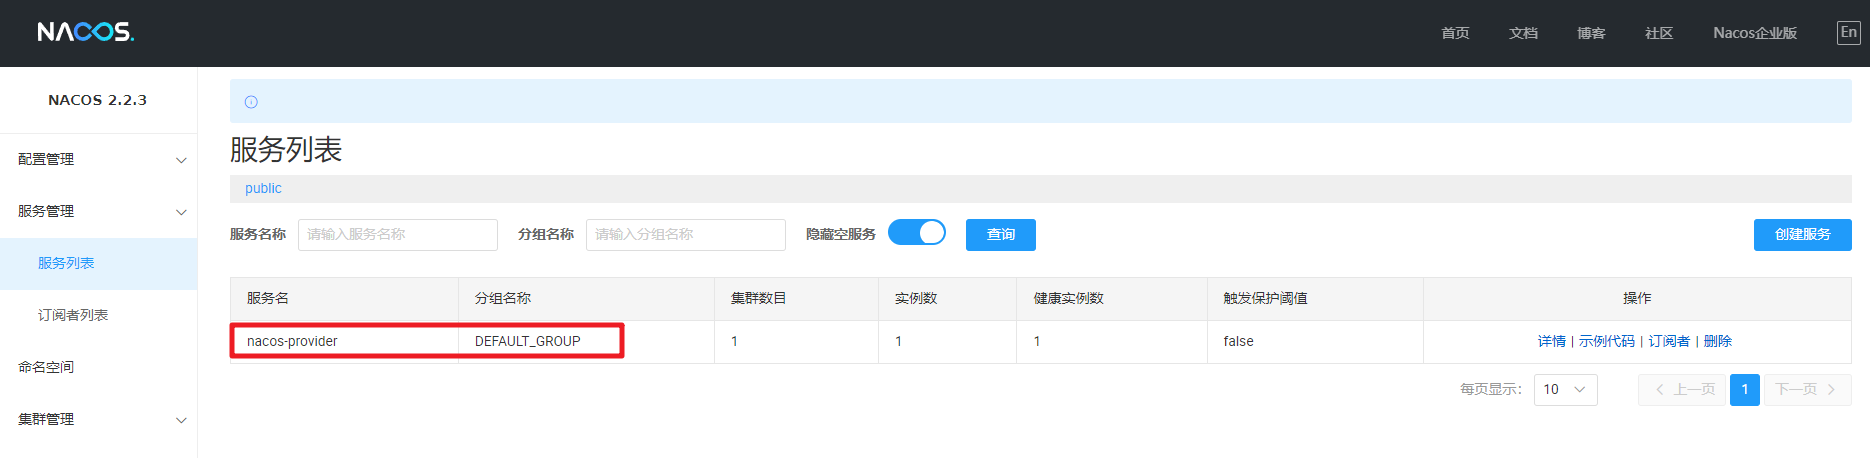 NACOS.
首页 文档 博客 社区 Nacos企业版 En
NACOS 2.2.3
配置管理
服务管理
服务列表
订阅者列表
命名空间
集群管理
服务列表
public
服务名称 请输入服务名称 分组名称 请输入分组名称 隐藏空服务 查询 创建服务
服务名 分组名称 集群数目 实例数 健康实例数 触发保护阈值 操作
nacos-provider DEFAULT_GROUP 1 1 1 false 详情 | 示例代码 | 订阅者 | 删除
每页显示: 10 上一页 1 下一页